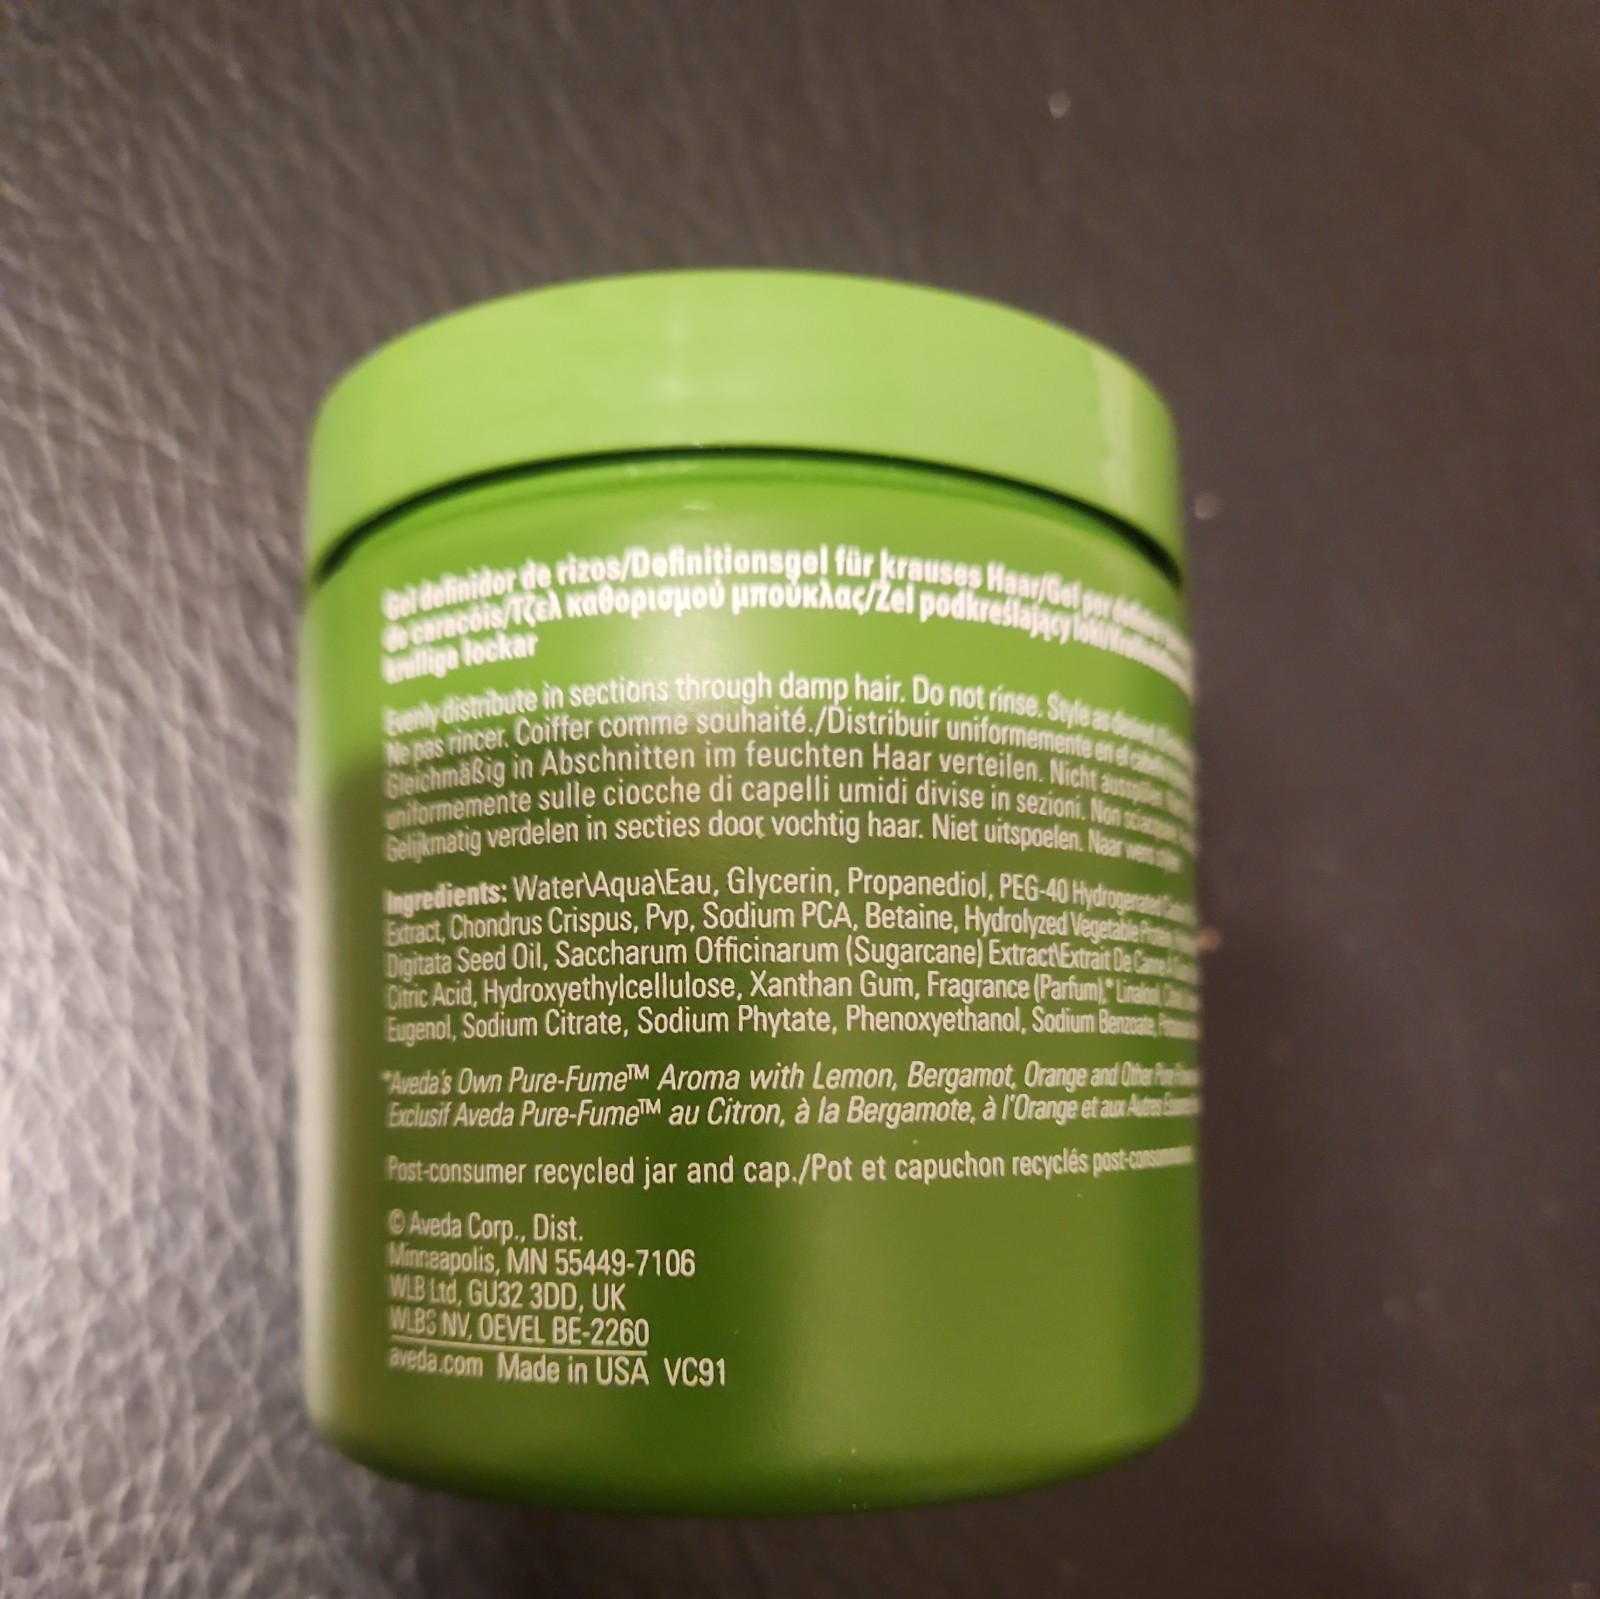 Gel definidor de rizos/Definitionsgel für krauses Haar/Gel per
de caracóis/Τζελ καθορισμού μπούκλας/Żel podkreślający loki/
krulliga lockar
Evenly distribute in sections through damp hair. Do not rinse. Style as desired./
Ne pas rincer. Coiffer comme souhaité./Distribuir uniformemente en el cabello
Gleichmäßig in Abschnitten im feuchten Haar verteilen. Nicht ausspülen.
uniformemente sulle ciocche di capelli umidi divise in sezioni. Non
Gelijkmatig verdelen in secties door vochtig haar. Niet uitspoelen. Naar wens
Ingredients: Water\Aqua\Eau, Glycerin, Propanediol, PEG-40 Hydrogenated
Extract, Chondrus Crispus, Pvp, Sodium PCA, Betaine, Hydrolyzed Vegetable
Digitata Seed Oil, Saccharum Officinarum (Sugarcane) Extract\Extrait De Canne À
Citric Acid, Hydroxyethylcellulose, Xanthan Gum, Fragrance (Parfum),* Linalool,
Eugenol, Sodium Citrate, Sodium Phytate, Phenoxyethanol, Sodium Benzoate,
*Aveda's Own Pure-Fume™ Aroma with Lemon, Bergamot, Orange and Other
Exclusif Aveda Pure-Fume™ au Citron, à la Bergamote, à l'Orange et aux Autres
Post-consumer recycled jar and cap./Pot et capuchon recyclés
© Aveda Corp., Dist.
Minneapolis, MN 55449-7106
WLB Ltd, GU32 3DD, UK
WLBS NV, OEVEL BE-2260
aveda.com Made in USA VC91